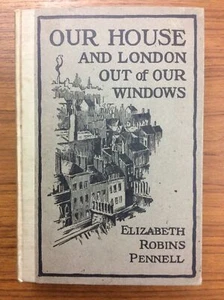 OUR HOUSE
AND LONDON
OUT OF OUR
WINDOWS
ELIZABETH
ROBINS
PENNELL